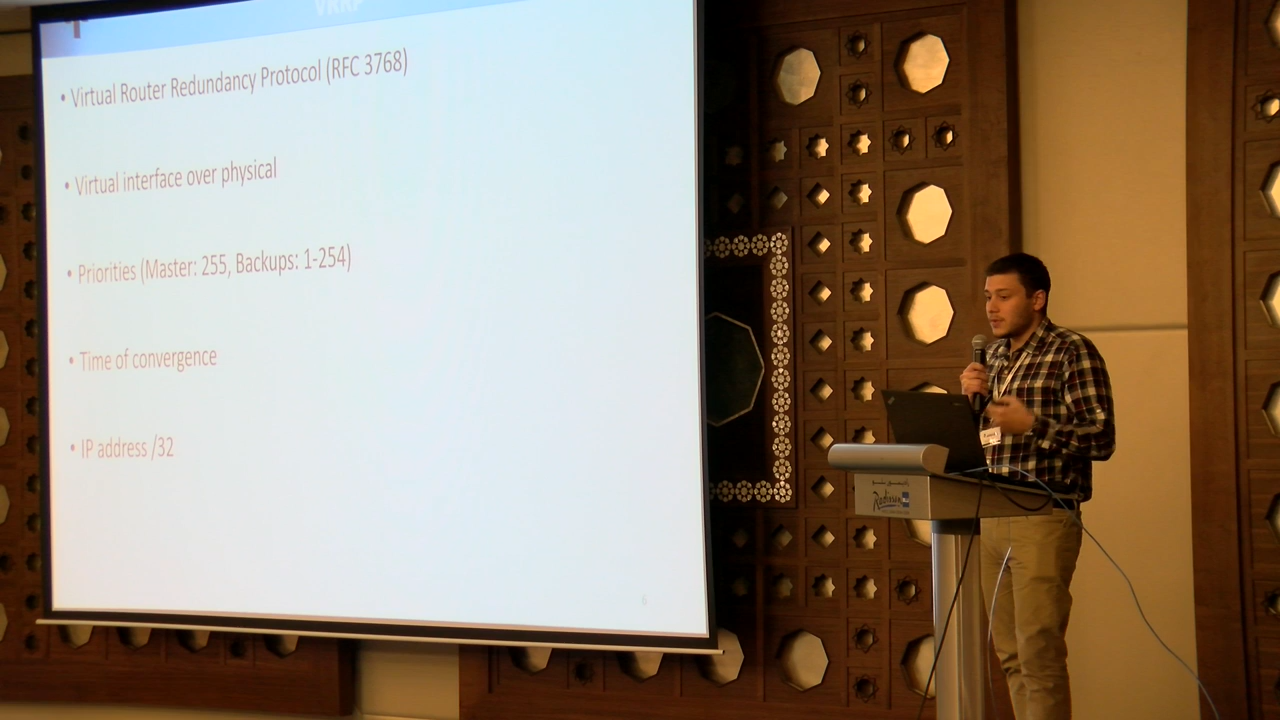 VRRP
• Virtual Router Redundancy Protocol (RFC 3768)
• Virtual interface over physical
• Priorities (Master: 255, Backups: 1-254)
• Time of convergence
• IP address /32
6
Radisson